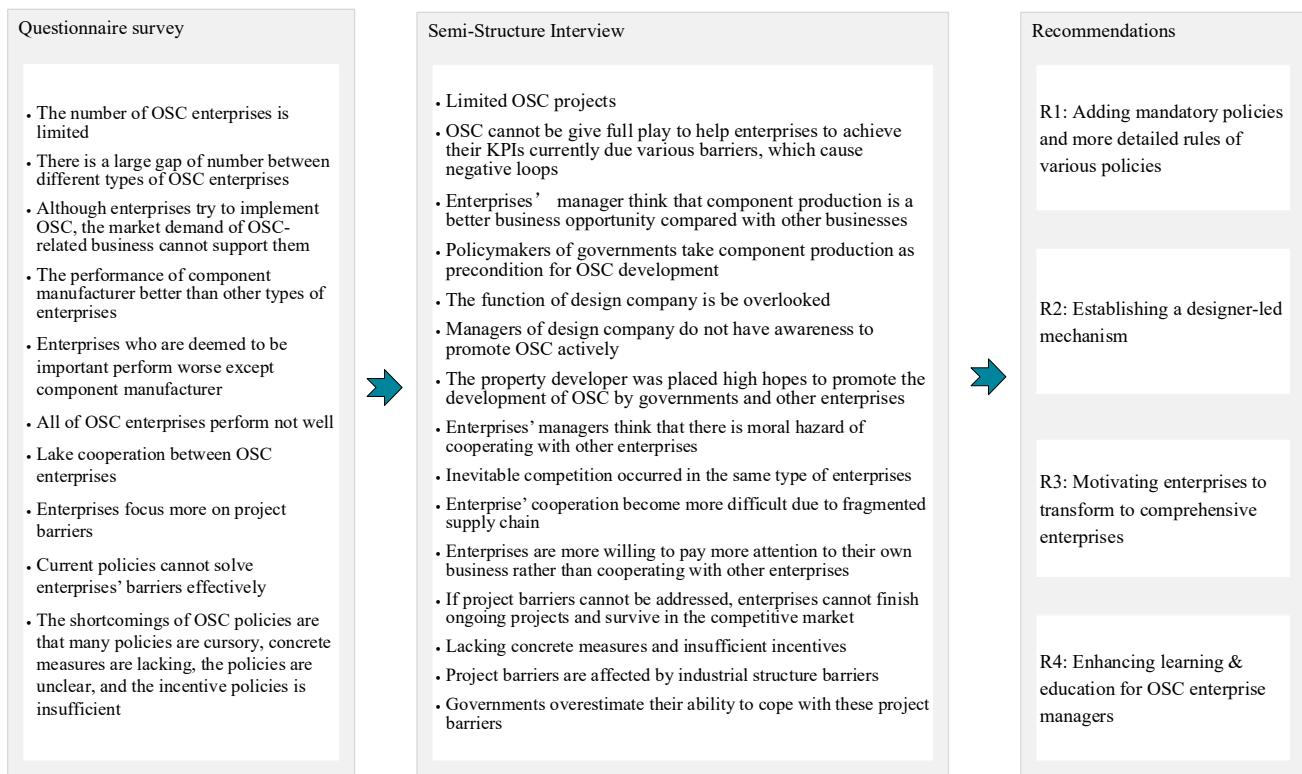 Questionnaire survey
• The number of OSC enterprises is
limited
• There is a large gap of number between
different types of OSC enterprises
• Although enterprises try to implement
OSC, the market demand of OSC-
related business cannot support them
• The performance of component
manufacturer better than other types of
enterprises
• Enterprises who are deemed to be
important perform worse except
component manufacturer
• All of OSC enterprises perform not well
• Lake cooperation between OSC
enterprises
• Enterprises focus more on project
barriers
• Current policies cannot solve
enterprises’ barriers effectively
• The shortcomings of OSC policies are
that many policies are cursory, concrete
measures are lacking, the policies are
unclear, and the incentive policies is
insufficient
Semi-Structure Interview
• Limited OSC projects
• OSC cannot be give full play to help enterprises to achieve
their KPIs currently due various barriers, which cause
negative loops
• Enterprises’ manager think that component production is a
better business opportunity compared with other businesses
• Policymakers of governments take component production as
precondition for OSC development
• The function of design company is be overlooked
• Managers of design company do not have awareness to
promote OSC actively
• The property developer was placed high hopes to promote the
development of OSC by governments and other enterprises
• Enterprises’ managers think that there is moral hazard of
cooperating with other enterprises
• Inevitable competition occurred in the same type of enterprises
• Enterprise’ cooperation become more difficult due to fragmented
supply chain
• Enterprises are more willing to pay more attention to their own
business rather than cooperating with other enterprises
• If project barriers cannot be addressed, enterprises cannot finish
ongoing projects and survive in the competitive market
• Lacking concrete measures and insufficient incentives
• Project barriers are affected by industrial structure barriers
• Governments overestimate their ability to cope with these project
barriers
Recommendations
R1: Adding mandatory policies
and more detailed rules of
various policies
R2: Establishing a designer-led
mechanism
R3: Motivating enterprises to
transform to comprehensive
enterprises
R4: Enhancing learning &
education for OSC enterprise
managers